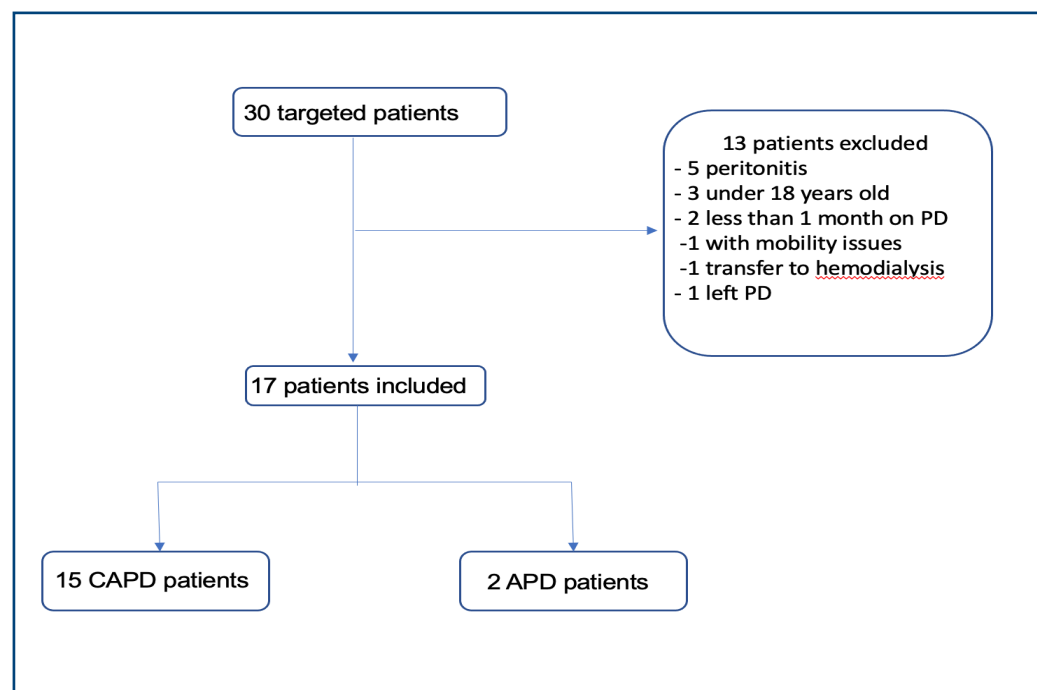 30 targeted patients
13 patients excluded
- 5 peritonitis
- 3 under 18 years old
- 2 less than 1 month on PD
-1 with mobility issues
-1 transfer to hemodialysis
- 1 left PD
17 patients included
15 CAPD patients
2 APD patients